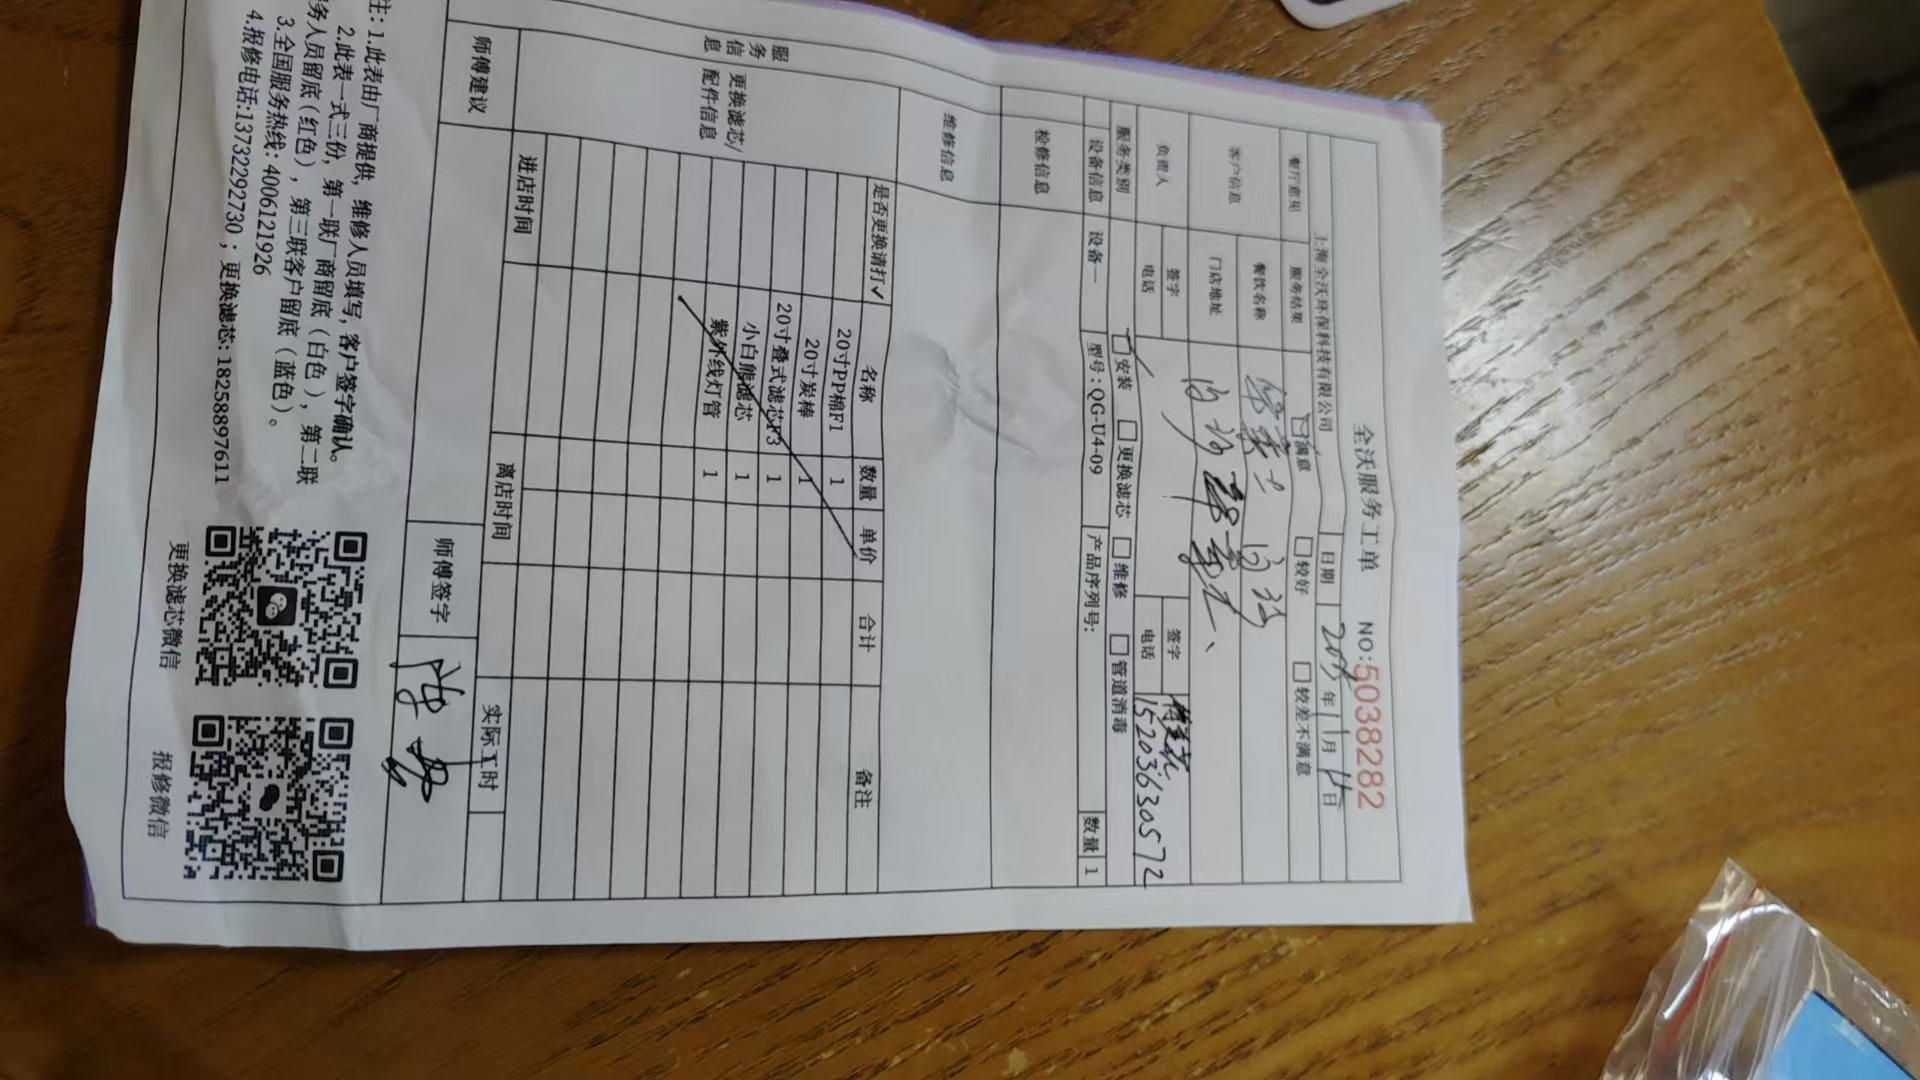 全沃服务工单 NO:5038282
上海全沃环保科技有限公司 日期 年11月 日
餐厅意见 服务结果 满意 较好 较差不满意
客户信息 餐饮名称
门店地址
负责人 签字 签字
电话 电话 15203630572
服务类别 安装 更换滤芯 维修 管道消毒
设备信息 设备一 型号：QG-U4-09 产品序列号： 数量 1
检修信息
维修信息
服务信息
更换滤芯/配件信息
是否更换请打✓ 名称 数量 单价 合计 备注
20寸PP棉F1 1
20寸炭棒 1
20寸叠式滤芯F3 1
小白熊滤芯 1
紫外线灯管 1
进店时间 离店时间 实际工时
师傅建议 师傅签字
注：1.此表由厂商提供，维修人员填写，客户签字确认。
2.此表一式三份，第一联厂商留底（白色），第二联
务人员留底（红色），第三联客户留底（蓝色）。
3.全国服务热线：4006121926
4.报修电话:13732292730；更换滤芯: 18258897611
更换滤芯微信 报修微信